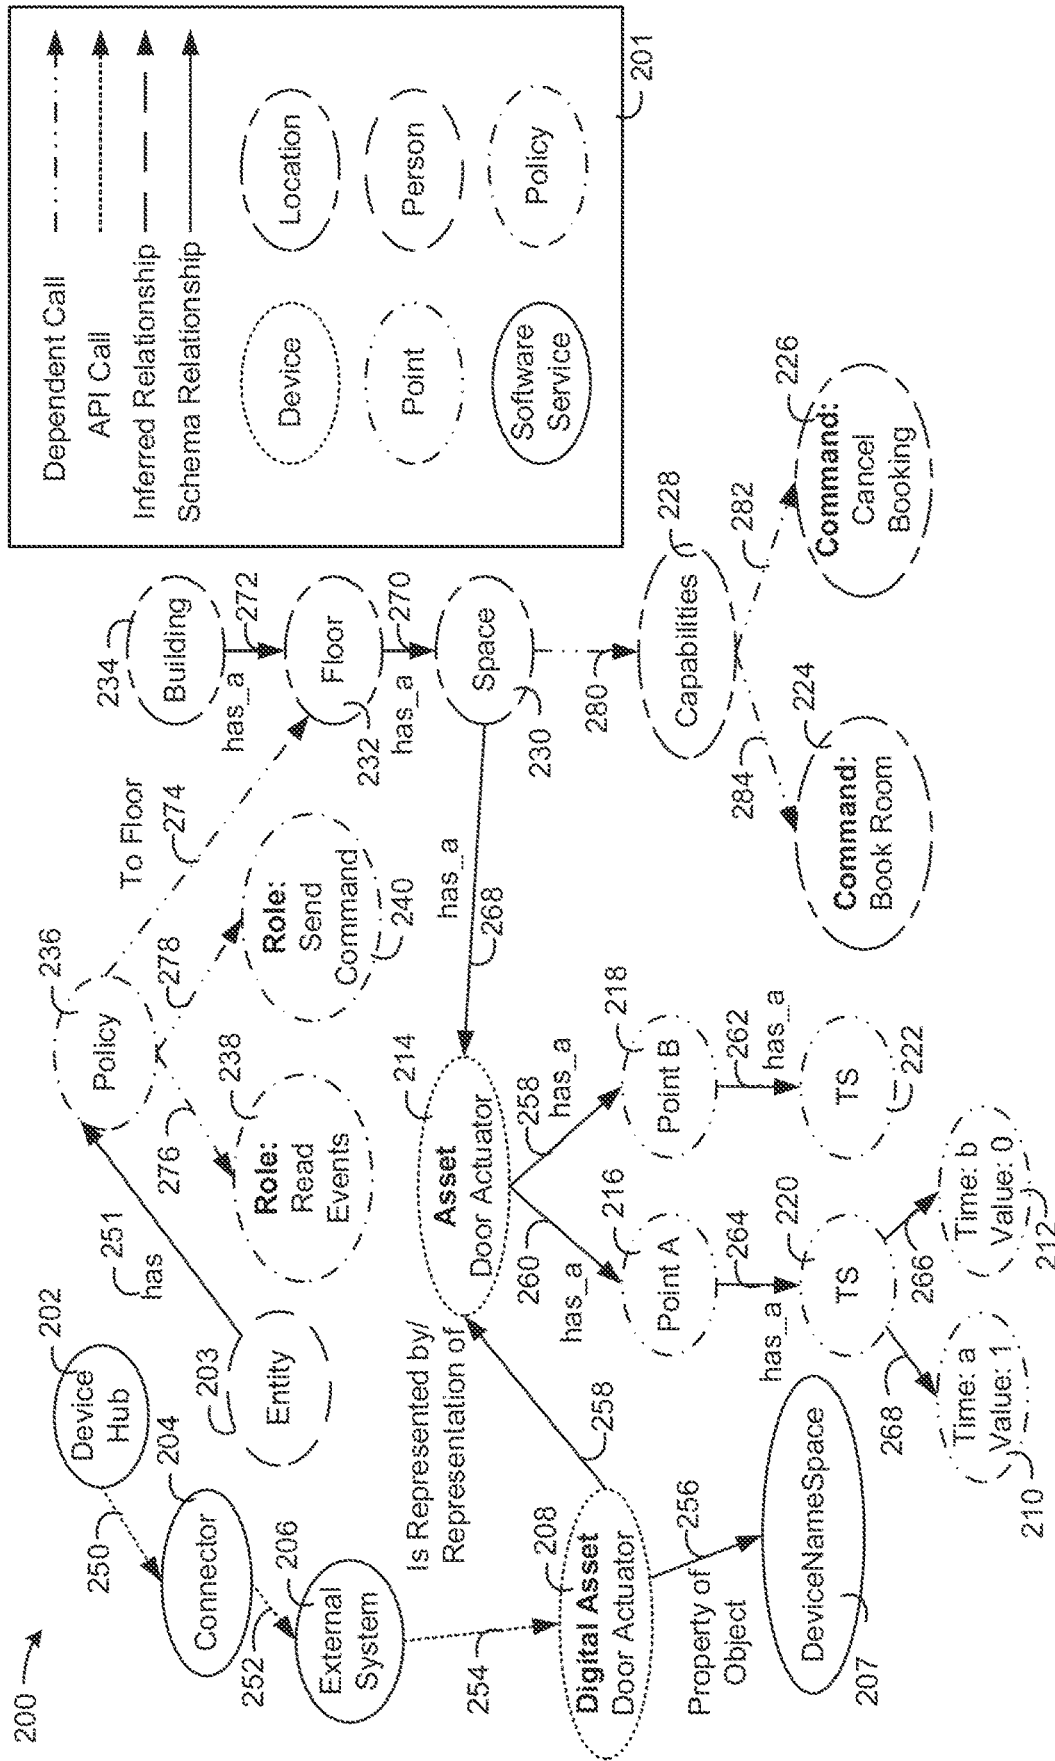 200
Device
Hub
202
250
Connector
204
252
External
System
206
254
Digital Asset
Door Actuator
208
Property of
Object
256
DeviceNameSpace
207
Entity
203
has
251
Policy
236
276
278
Role:
Read
Events
238
Role:
Send
Command
240
To Floor
274
Building
234
has_a
272
Floor
232
has_a
270
Space
230
has_a
268
280
Capabilities
228
284
282
Command:
Book Room
224
Command:
Cancel
Booking
226
Is Represented by/
Representation of
258
Asset
Door Actuator
214
260
has_a
258
has_a
Point A
216
Point B
218
has_a
264
262
has_a
TS
220
TS
222
268
266
Time: a
Value: 1
210
Time: b
Value: 0
212
Dependent Call
API Call
Inferred Relationship
Schema Relationship
Device
Location
Point
Person
Software
Service
Policy
201